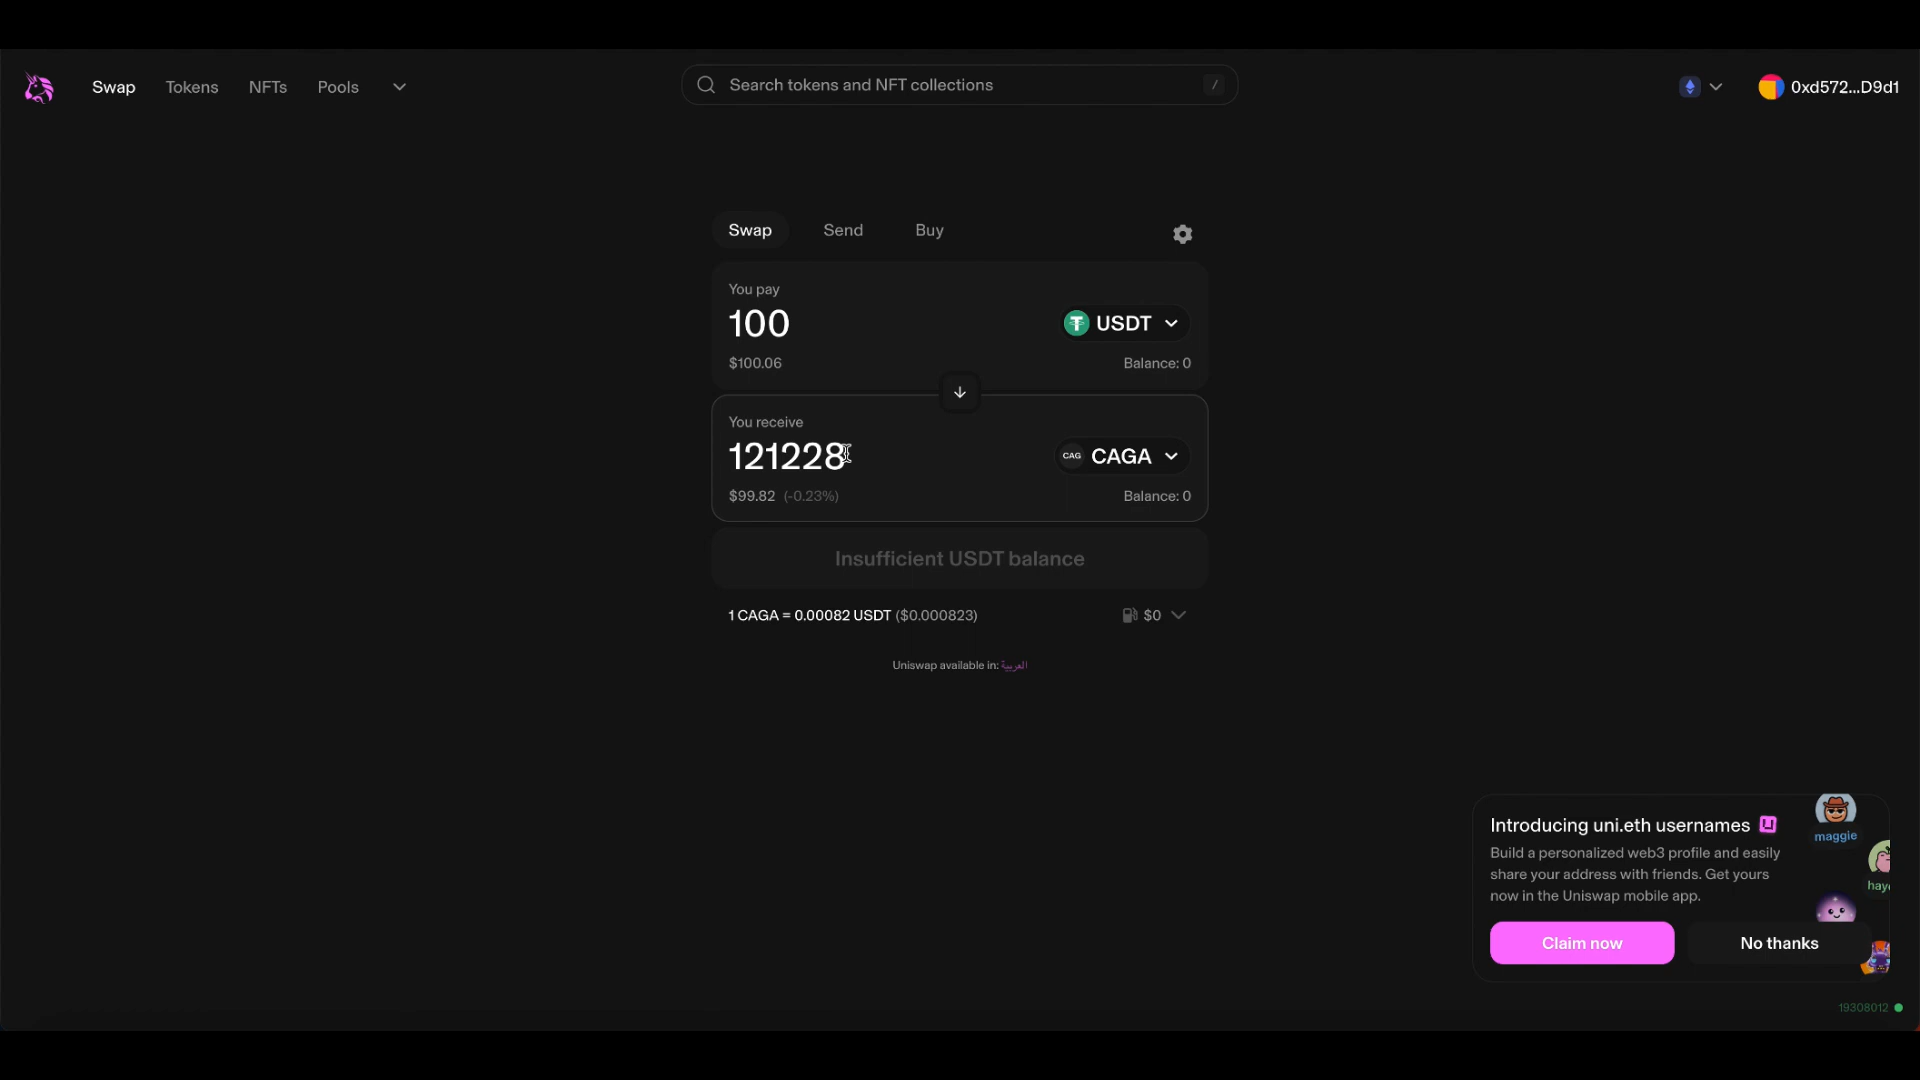 Swap Tokens NFTs Pools
Search tokens and NFT collections /
0xd572...D9d1
Swap Send Buy
You pay
100
USDT
$100.06
Balance: 0
You receive
121228
CAG CAGA
$99.82 (-0.23%)
Balance: 0
Insufficient USDT balance
1 CAGA = 0.00082 USDT ($0.000823)
$0
Uniswap available in: العربية
Introducing uni.eth usernames
Build a personalized web3 profile and easily
share your address with friends. Get yours
now in the Uniswap mobile app.
maggie
Claim now
No thanks
19308012